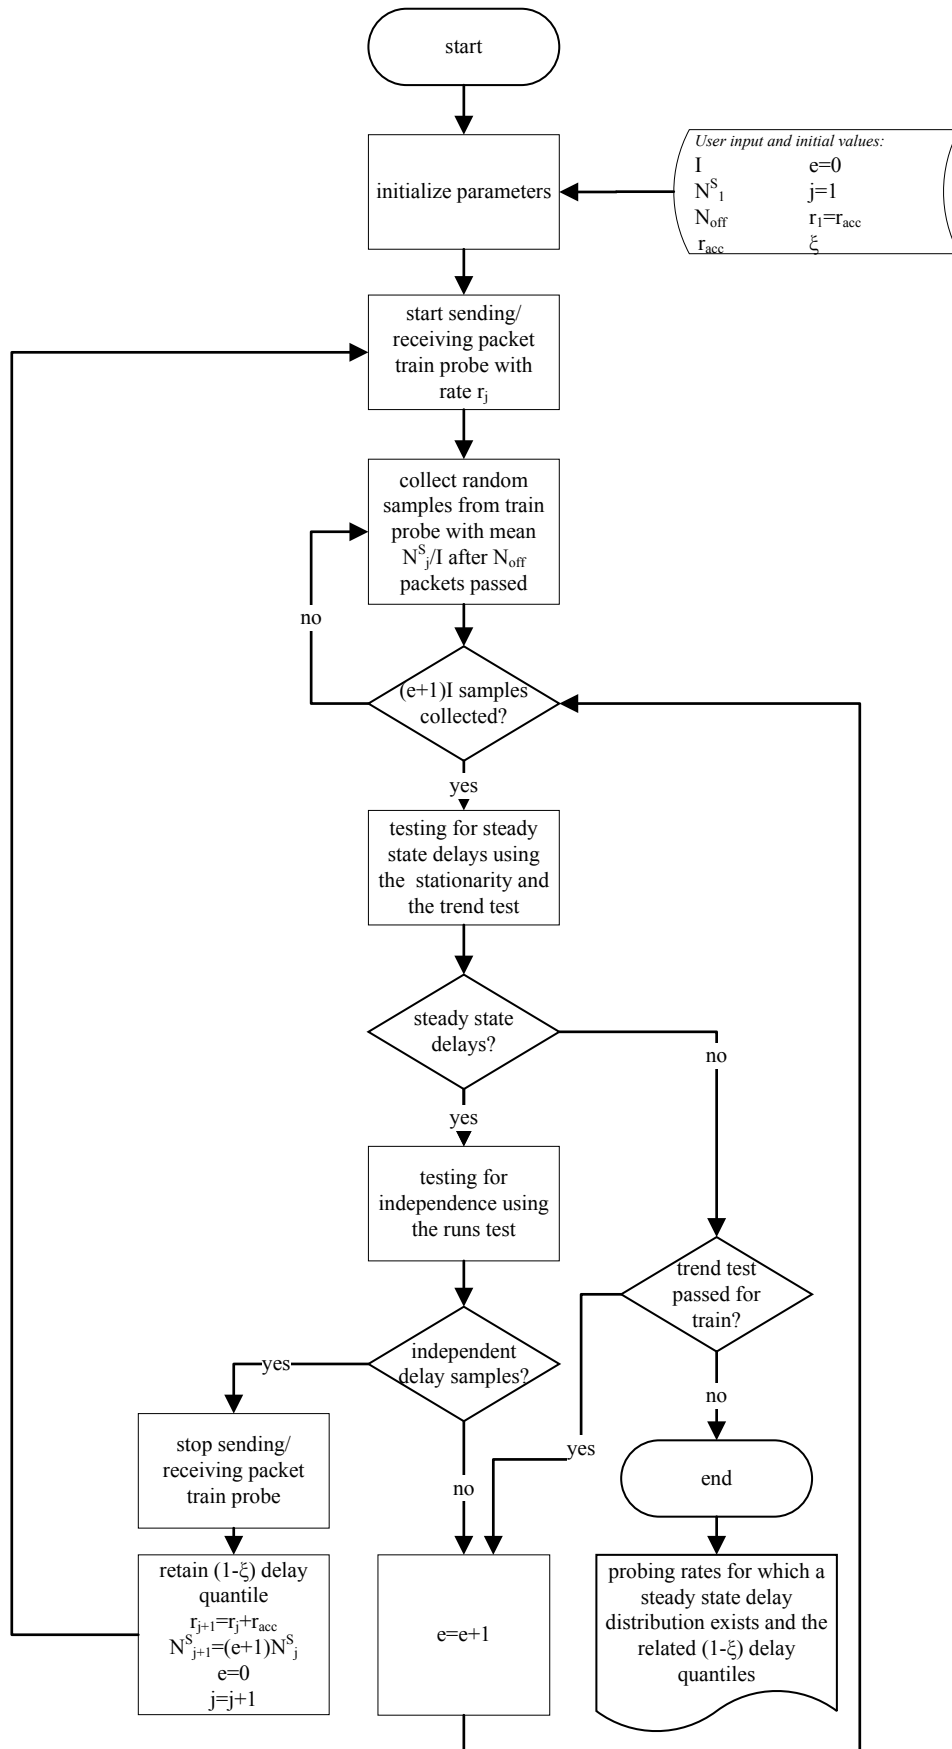 start
initialize parameters
User input and initial values:
I e=0
N^S_1 j=1
N_off r_1=r_acc
r_acc ξ
start sending/
receiving packet
train probe with
rate r_j
collect random
samples from train
probe with mean
N^S_j/I after N_off
packets passed
no
(e+1)I samples
collected?
yes
testing for steady
state delays using
the stationarity and
the trend test
steady state
delays?
no
yes
testing for
independence using
the runs test
trend test
passed for
train?
independent
delay samples?
yes
no
stop sending/
receiving packet
train probe
yes
no
end
retain (1-ξ) delay
quantile
r_j+1=r_j+r_acc
N^S_j+1=(e+1)N^S_j
e=0
j=j+1
e=e+1
probing rates for which a
steady state delay
distribution exists and the
related (1-ξ) delay
quantiles